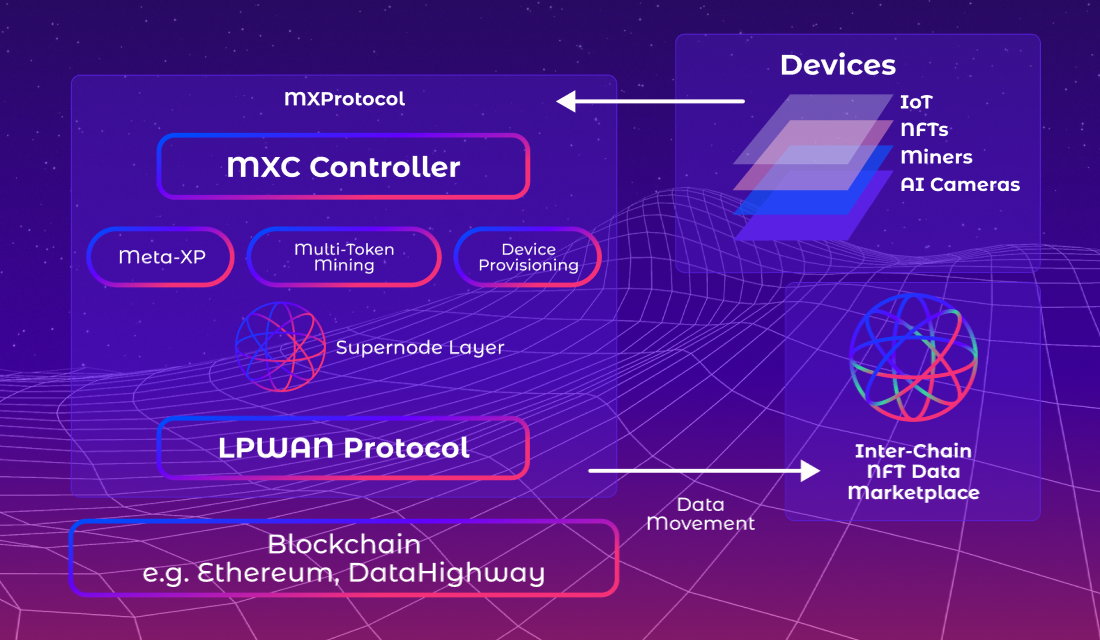 MXProtocol
MXC Controller
Meta-XP
Multi-Token
Mining
Device
Provisioning
Supernode Layer
LPWAN Protocol
Blockchain
e.g. Ethereum, DataHighway
Devices
IoT
NFTs
Miners
AI Cameras
Data
Movement
Inter-Chain
NFT Data
Marketplace